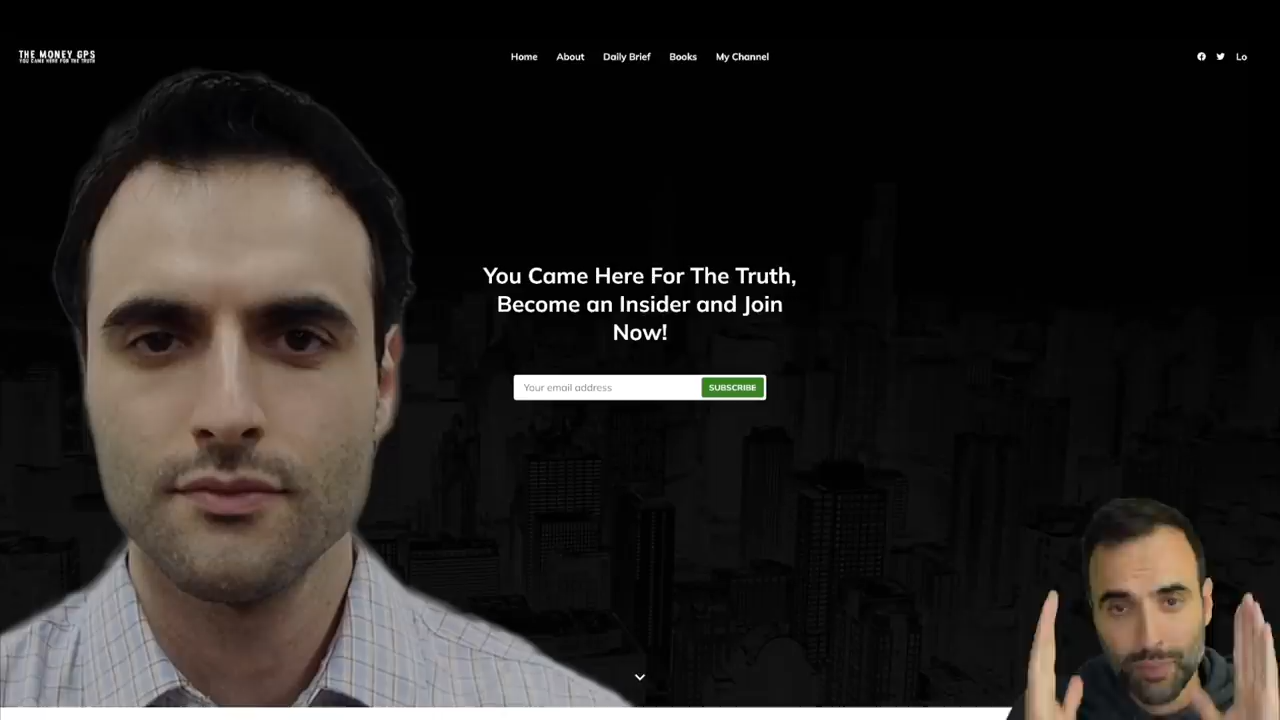 THE MONEY GPS
YOU CAME HERE FOR THE TRUTH
Home About Daily Brief Books My Channel
Lo
You Came Here For The Truth,
Become an Insider and Join
Now!
Your email address
SUBSCRIBE